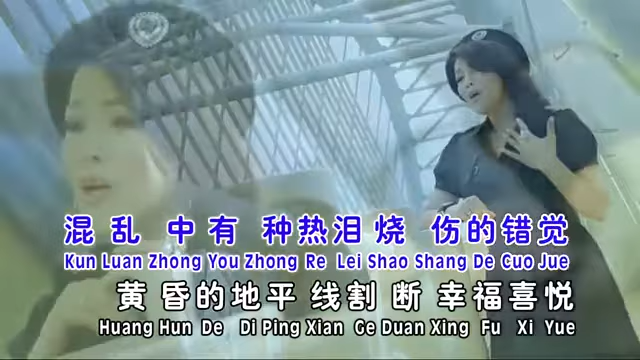 混 乱 中 有 种热泪 烧 伤的错觉
Kun Luan Zhong You Zhong Re Lei Shao Shang De Cuo Jue
黄 昏的地平 线割 断 幸福喜悦
Huang Hun De Di Ping Xian Ge Duan Xing Fu Xi Yue